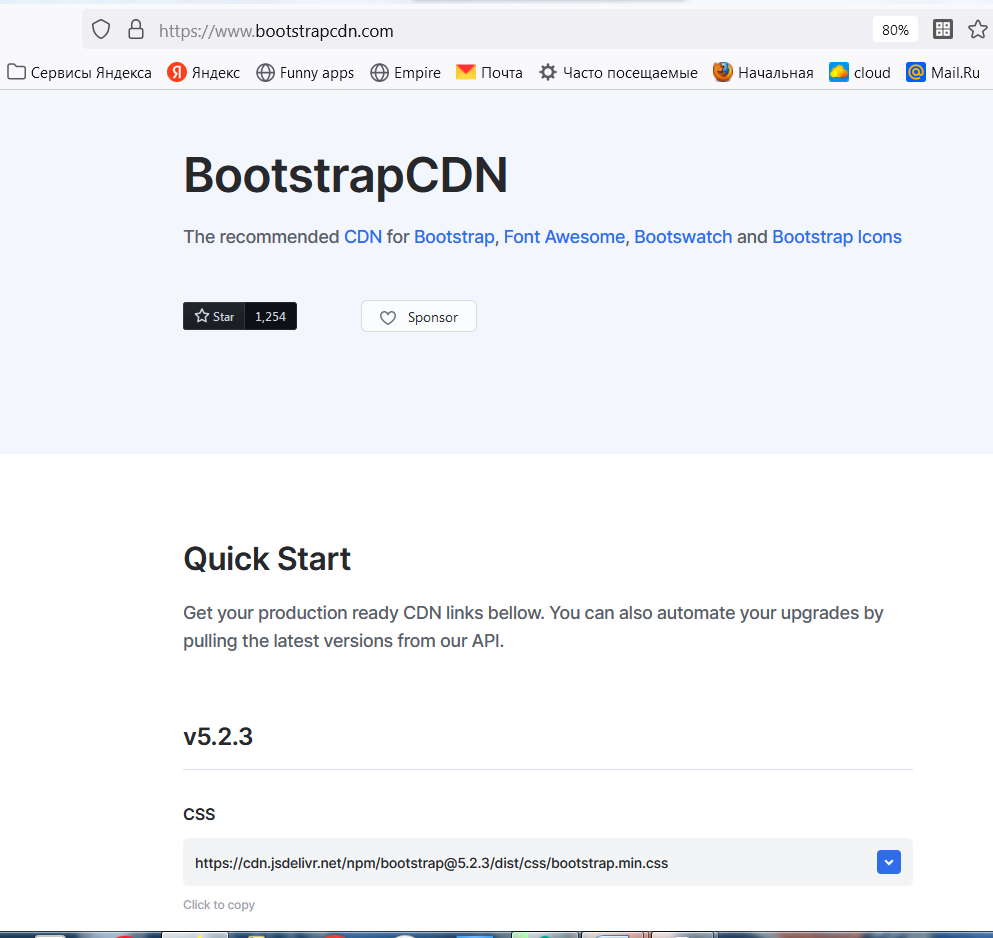 https://www.bootstrapcdn.com
80%
Сервисы Яндекса Яндекс Funny apps Empire Почта Часто посещаемые Начальная cloud Mail.Ru
BootstrapCDN
The recommended CDN for Bootstrap, Font Awesome, Bootswatch and Bootstrap Icons
Star 1,254 Sponsor
Quick Start
Get your production ready CDN links bellow. You can also automate your upgrades by
pulling the latest versions from our API.
v5.2.3
CSS
https://cdn.jsdelivr.net/npm/bootstrap@5.2.3/dist/css/bootstrap.min.css
Click to copy